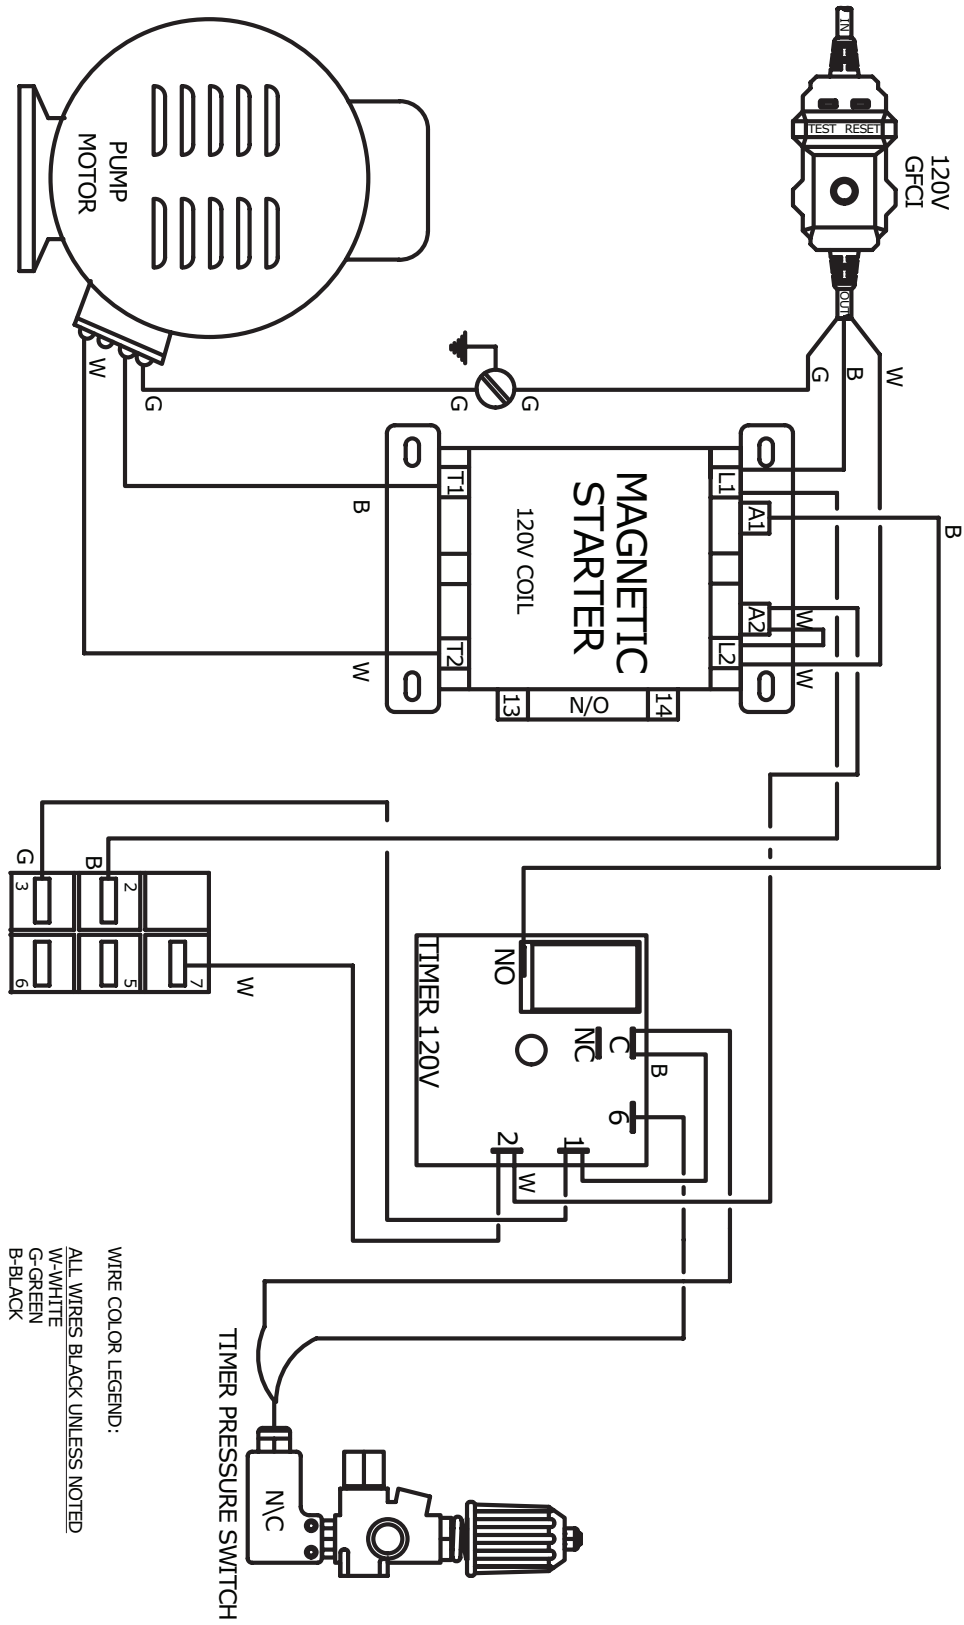 IN
TEST RESET
OUT
120V
GFCI
G
B
W
PUMP
MOTOR
W
G
G
G
B
W
MAGNETIC
STARTER
120V COIL
T1
T2
L1
A1
A2
L2
W
W
B
13
N/O
14
G
B
3
2
6
5
7
W
TIMER 120V
NO
NC
C
B
6
2
1
W
TIMER PRESSURE SWITCH
N\C
WIRE COLOR LEGEND:
ALL WIRES BLACK UNLESS NOTED
W-WHITE
G-GREEN
B-BLACK